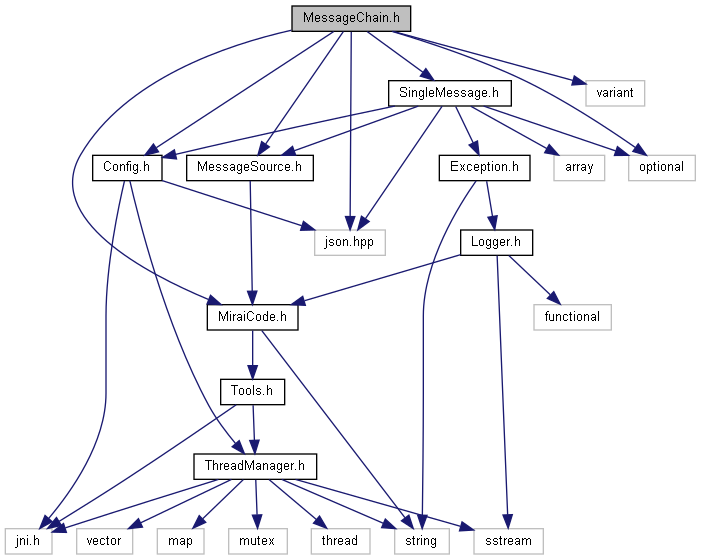 MessageChain.h
SingleMessage.h
variant
Config.h
MessageSource.h
Exception.h
array
optional
json.hpp
Logger.h
MiraiCode.h
functional
Tools.h
ThreadManager.h
jni.h
vector
map
mutex
thread
string
sstream